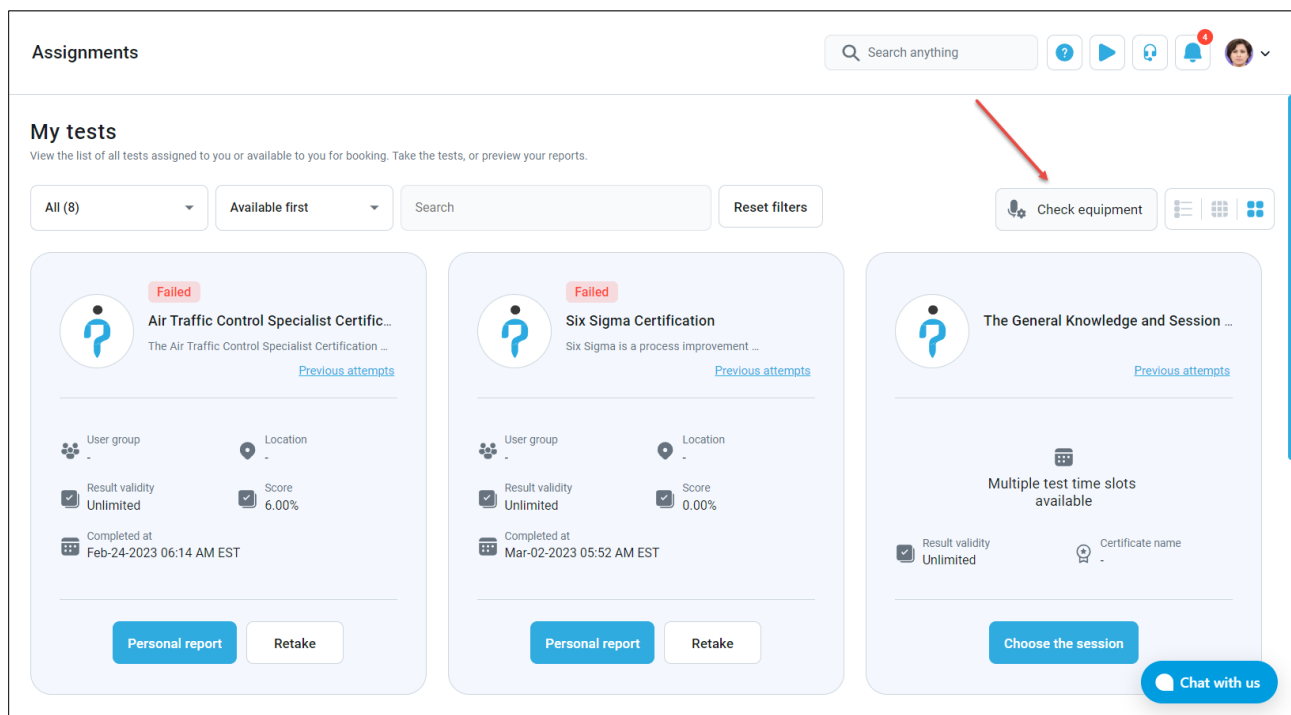 Assignments
Search anything
?
4
My tests
View the list of all tests assigned to you or available to you for booking. Take the tests, or preview your reports.
All (8)
Available first
Search
Reset filters
Check equipment
Failed
Air Traffic Control Specialist Certific...
The Air Traffic Control Specialist Certification ...
Previous attempts
User group
-
Location
-
Result validity
Unlimited
Score
6.00%
Completed at
Feb-24-2023 06:14 AM EST
Personal report
Retake
Failed
Six Sigma Certification
Six Sigma is a process improvement ...
Previous attempts
User group
-
Location
-
Result validity
Unlimited
Score
0.00%
Completed at
Mar-02-2023 05:52 AM EST
Personal report
Retake
The General Knowledge and Session ...
Previous attempts
Multiple test time slots
available
Result validity
Unlimited
Certificate name
-
Choose the session
Chat with us